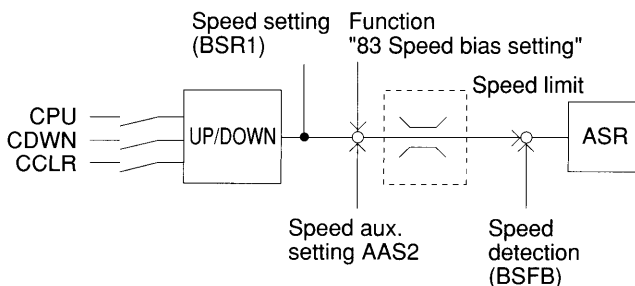 Speed setting
(BSR1)
Function
"83 Speed bias setting"
Speed limit
CPU
CDWN
CCLR
UP/DOWN
ASR
Speed aux.
setting AAS2
Speed
detection
(BSFB)